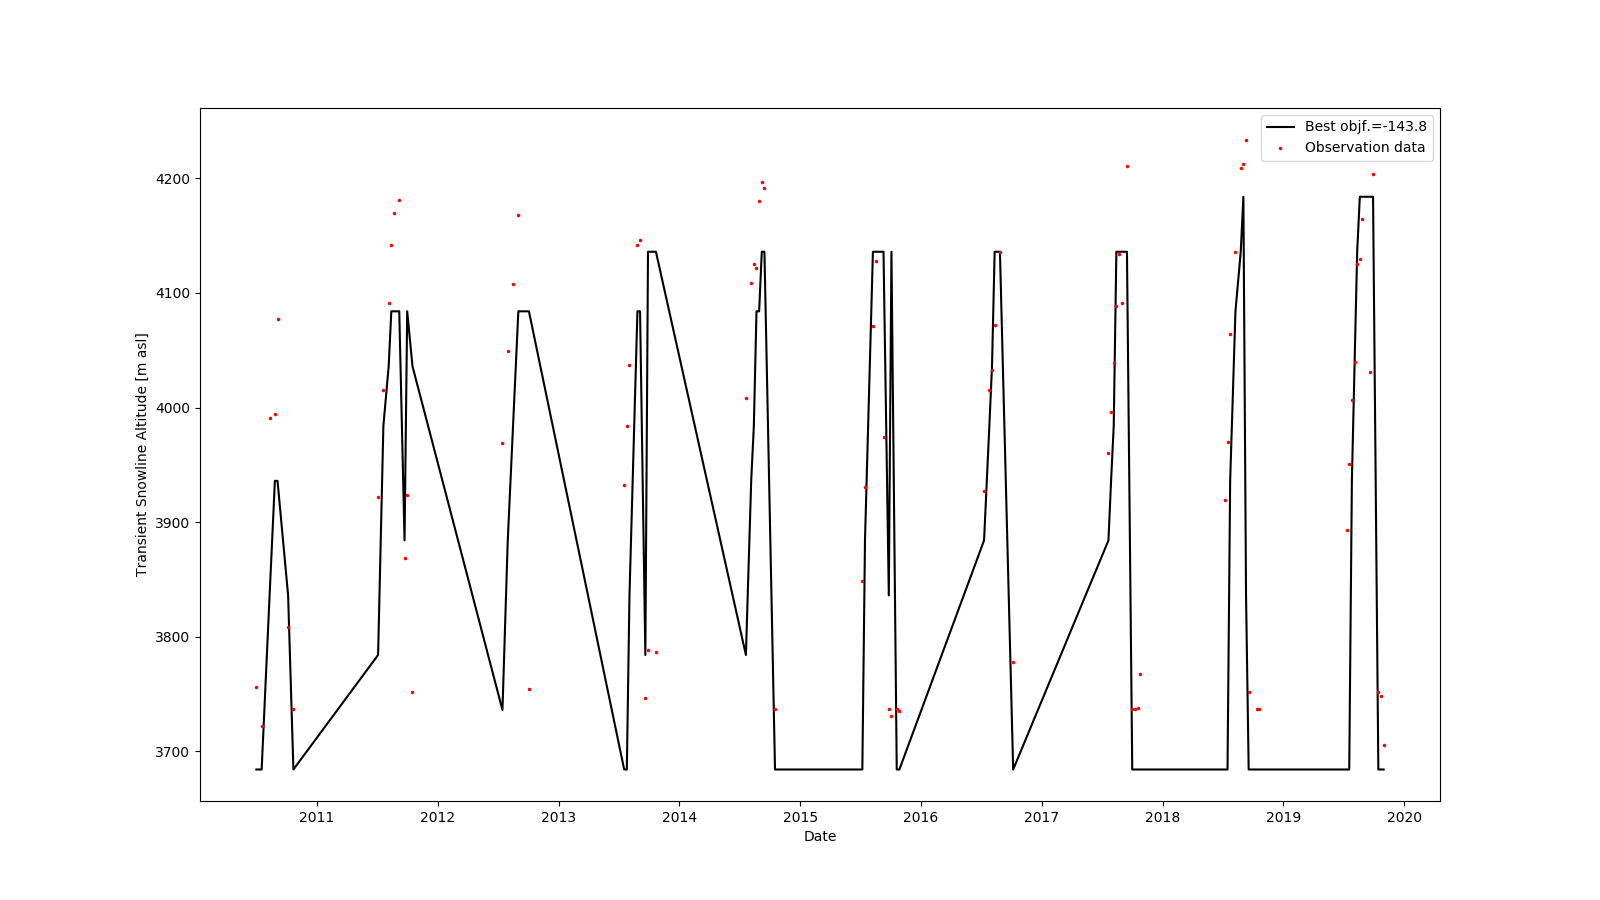 Best objf.=-143.8
Observation data
4200
4100
4000
3900
3800
3700
Transient Snowline Altitude [m asl]
2011 2012 2013 2014 2015 2016 2017 2018 2019 2020
Date